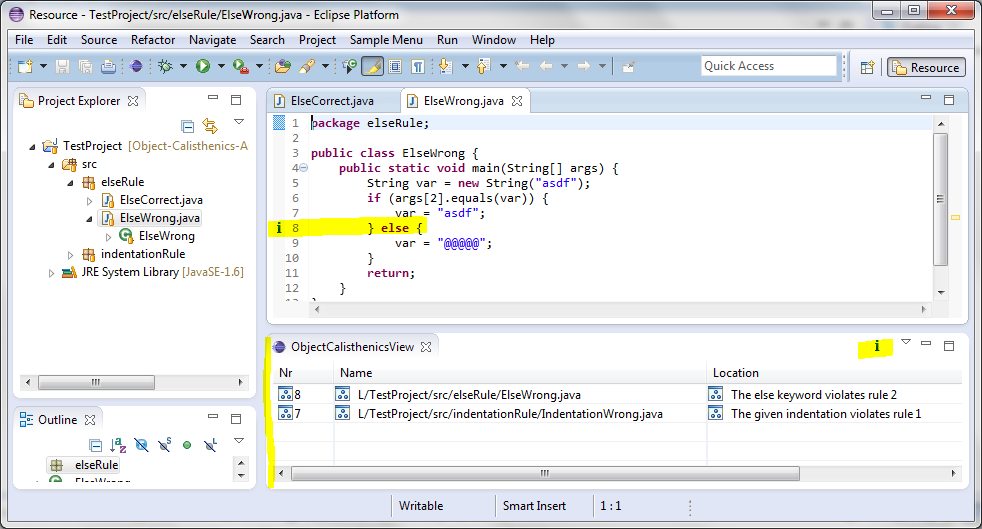 Resource - TestProject/src/elseRule/ElseWrong.java - Eclipse Platform
File Edit Source Refactor Navigate Search Project Sample Menu Run Window Help
Quick Access
Resource
Project Explorer
TestProject [Object-Calisthenics-A
src
elseRule
ElseCorrect.java
ElseWrong.java
ElseWrong
indentationRule
JRE System Library [JavaSE-1.6]
ElseCorrect.java
ElseWrong.java
1 package elseRule;
2
3 public class ElseWrong {
4 public static void main(String[] args) {
5 String var = new String("asdf");
6 if (args[2].equals(var)) {
7 var = "asdf";
8 } else {
9 var = "@@@@@";
10 }
11 return;
12 }
13 }
Outline
elseRule
ElseWrong
ObjectCalisthenicsView
Nr Name Location
8 L/TestProject/src/elseRule/ElseWrong.java The else keyword violates rule 2
7 L/TestProject/src/indentationRule/IndentationWrong.java The given indentation violates rule 1
Writable Smart Insert 1 : 1